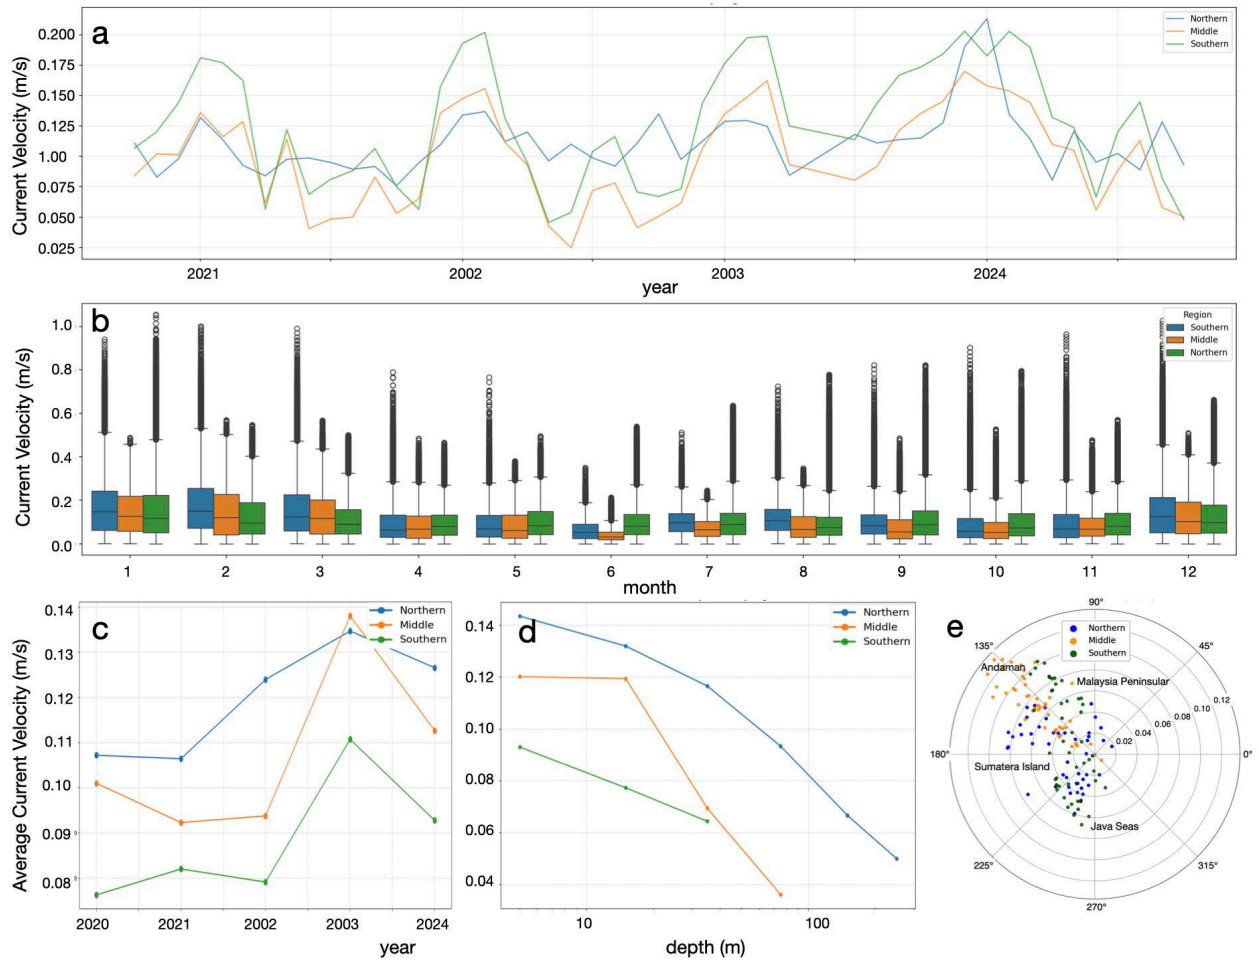 a
Northern
Middle
Southern
0.200
0.175
0.150
0.125
1.00
0.075
0.050
0.025
Current Velocity (m/s)
2021
2002
2003
2024
year
b
Region
Southern
Middle
Northern
1.0
0.8
0.6
0.4
0.2
0.0
Current Velocity (m/s)
1 2 3 4 5 6 7 8 9 10 11 12
month
c
Northern
Middle
Southern
0.14
0.13
0.12
0.11
0.10
0.09
0.08
Average Current Velocity (m/s)
2020 2021 2002 2003 2024
year
d
Northern
Middle
Southern
0.14
0.12
0.10
0.08
0.06
0.04
10 100
depth (m)
e
Northern
Middle
Southern
90°
135°
45°
Andaman
Malaysia Peninsular
0.12
0.10
0.08
0.06
0.04
0.02
180°
0°
Sumatera Island
Java Seas
225°
315°
270°